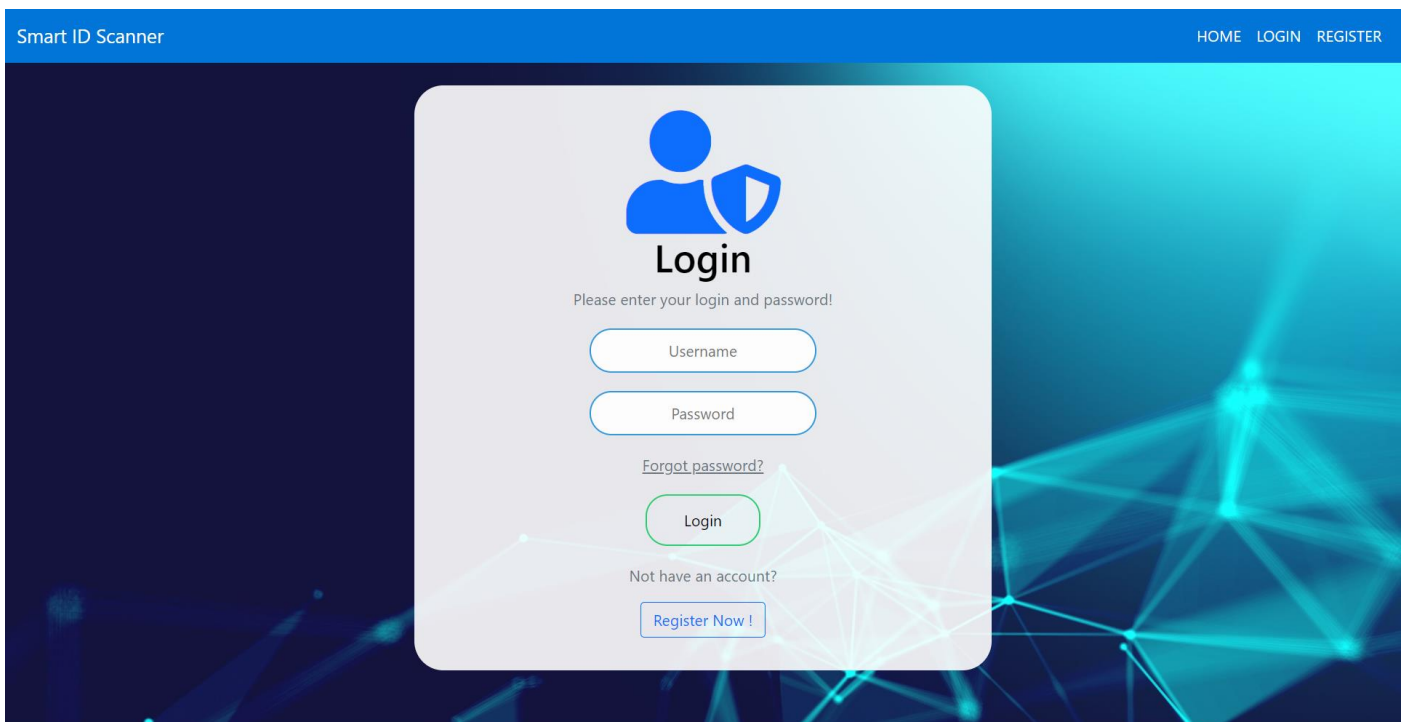 Smart ID Scanner
HOME LOGIN REGISTER
Login
Please enter your login and password!
Username
Password
Forgot password?
Login
Not have an account?
Register Now !